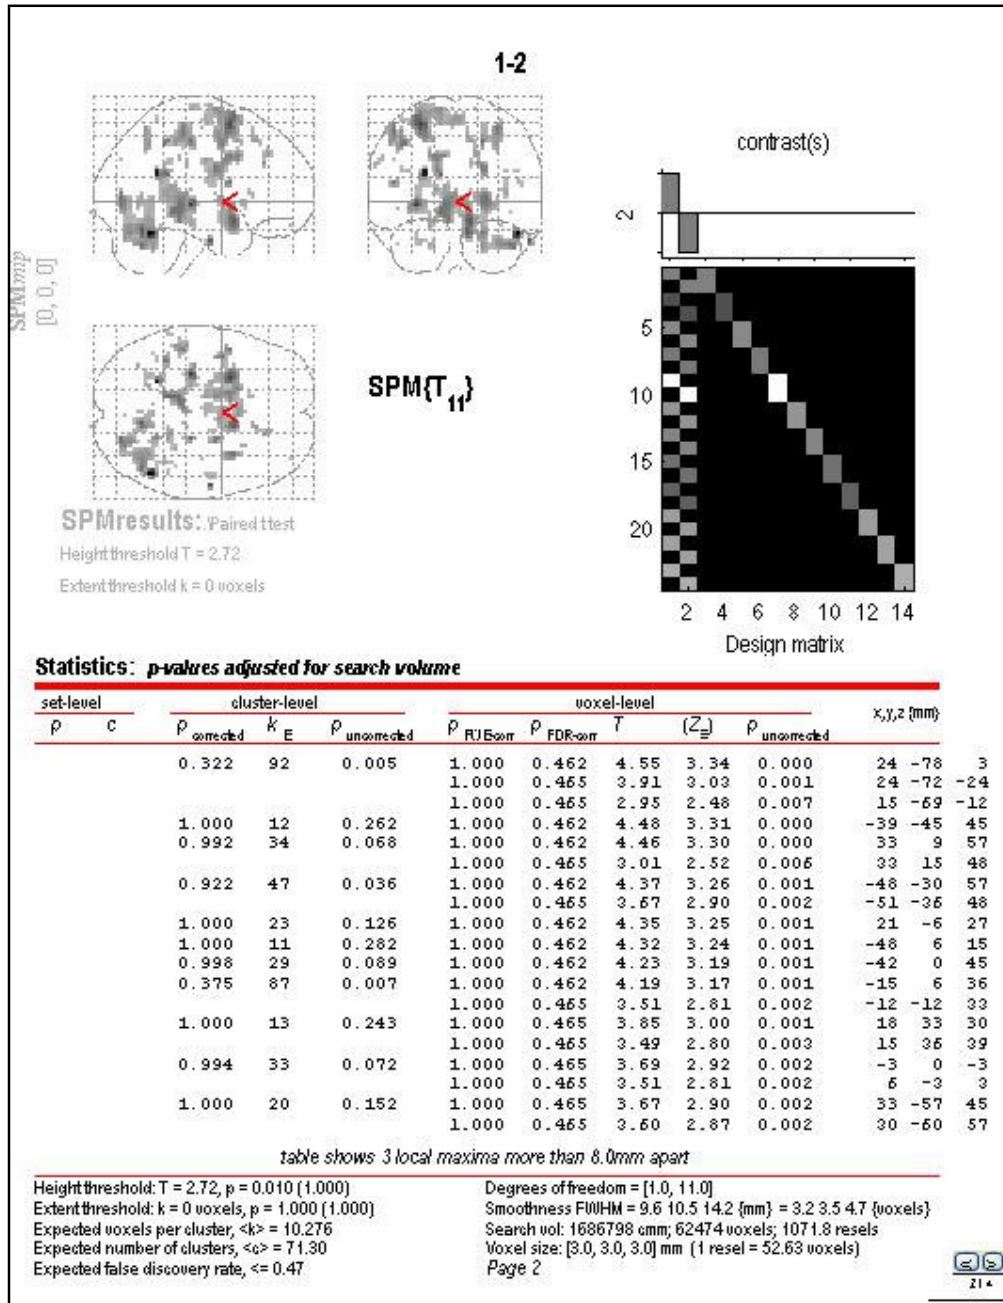 1-2
contrast(s)
2
SPMmip
[0, 0, 0]
SPM{T11}
5
10
15
20
2 4 6 8 10 12 14
Design matrix
SPMresults: .\Paired ttest
Height threshold T = 2.72
Extent threshold k = 0 voxels
Statistics: p-values adjusted for search volume
set-level cluster-level voxel-level x,y,z {mm}
p c p corrected k E p uncorrected p FWE-corr p FDR-corr T (Z≡) p uncorrected
0.322 92 0.005 1.000 0.462 4.55 3.34 0.000 24 -78 3
1.000 0.465 3.91 3.03 0.001 24 -72 -24
1.000 0.465 2.95 2.48 0.007 15 -69 -12
1.000 12 0.262 1.000 0.462 4.48 3.31 0.000 -39 -45 45
0.992 34 0.068 1.000 0.462 4.46 3.30 0.000 33 9 57
1.000 0.465 3.01 2.52 0.006 33 15 48
0.922 47 0.036 1.000 0.462 4.37 3.26 0.001 -48 -30 57
1.000 0.465 3.67 2.90 0.002 -51 -36 48
1.000 23 0.126 1.000 0.462 4.35 3.25 0.001 21 -6 27
1.000 11 0.282 1.000 0.462 4.32 3.24 0.001 -48 6 15
0.998 29 0.089 1.000 0.462 4.23 3.19 0.001 -42 0 45
0.375 87 0.007 1.000 0.462 4.19 3.17 0.001 -15 6 36
1.000 0.465 3.51 2.81 0.002 -12 -12 33
1.000 13 0.243 1.000 0.465 3.85 3.00 0.001 18 33 30
1.000 0.465 3.49 2.80 0.003 15 36 39
0.994 33 0.072 1.000 0.465 3.69 2.92 0.002 -3 0 -3
1.000 0.465 3.51 2.81 0.002 6 -3 3
1.000 20 0.152 1.000 0.465 3.67 2.90 0.002 33 -57 45
1.000 0.465 3.60 2.87 0.002 30 -60 57
table shows 3 local maxima more than 8.0mm apart
Height threshold: T = 2.72, p = 0.010 (1.000)
Extent threshold: k = 0 voxels, p = 1.000 (1.000)
Expected voxels per cluster, <k> = 10.276
Expected number of clusters, <c> = 71.30
Expected false discovery rate, <= 0.47
Degrees of freedom = [1.0, 11.0]
Smoothness FWHM = 9.6 10.5 14.2 {mm} = 3.2 3.5 4.7 {voxels}
Search vol: 1686798 cmm; 62474 voxels; 1071.8 resels
Voxel size: [3.0, 3.0, 3.0] mm (1 resel = 52.63 voxels)
Page 2